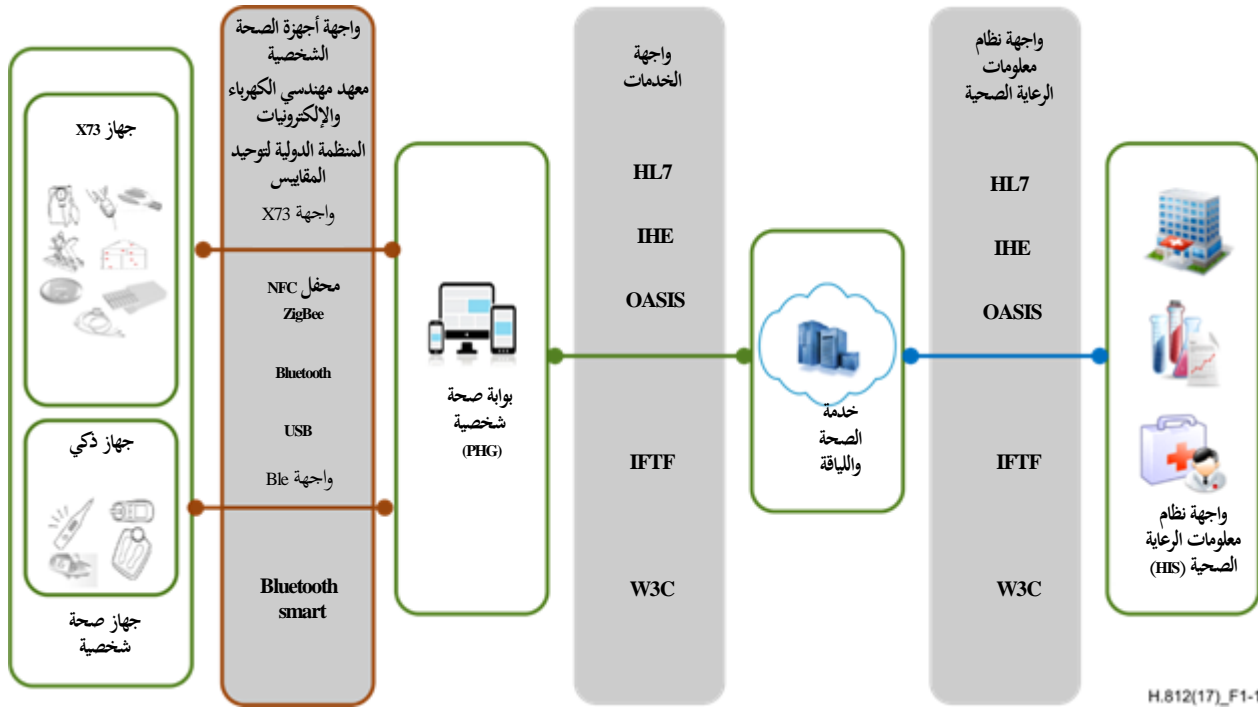 واجهة أجهزة الصحة
الشخصية
معهد مهندسي الكهرباء
والإلكترونيات
المنظمة الدولية لتوحيد
المقاييس
واجهة X73
محفل NFC
ZigBee
Bluetooth
USB
واجهة Ble
Bluetooth
smart
جهاز X73
جهاز ذكي
جهاز صحة
شخصية
بوابة صحة
شخصية
(PHG)
واجهة
الخدمات
HL7
IHE
OASIS
IFTF
W3C
خدمة
الصحة
واللياقة
واجهة نظام
معلومات
الرعاية الصحية
HL7
IHE
OASIS
IFTF
W3C
واجهة نظام
معلومات الرعاية
الصحية (HIS)
H.812(17)_F1-1